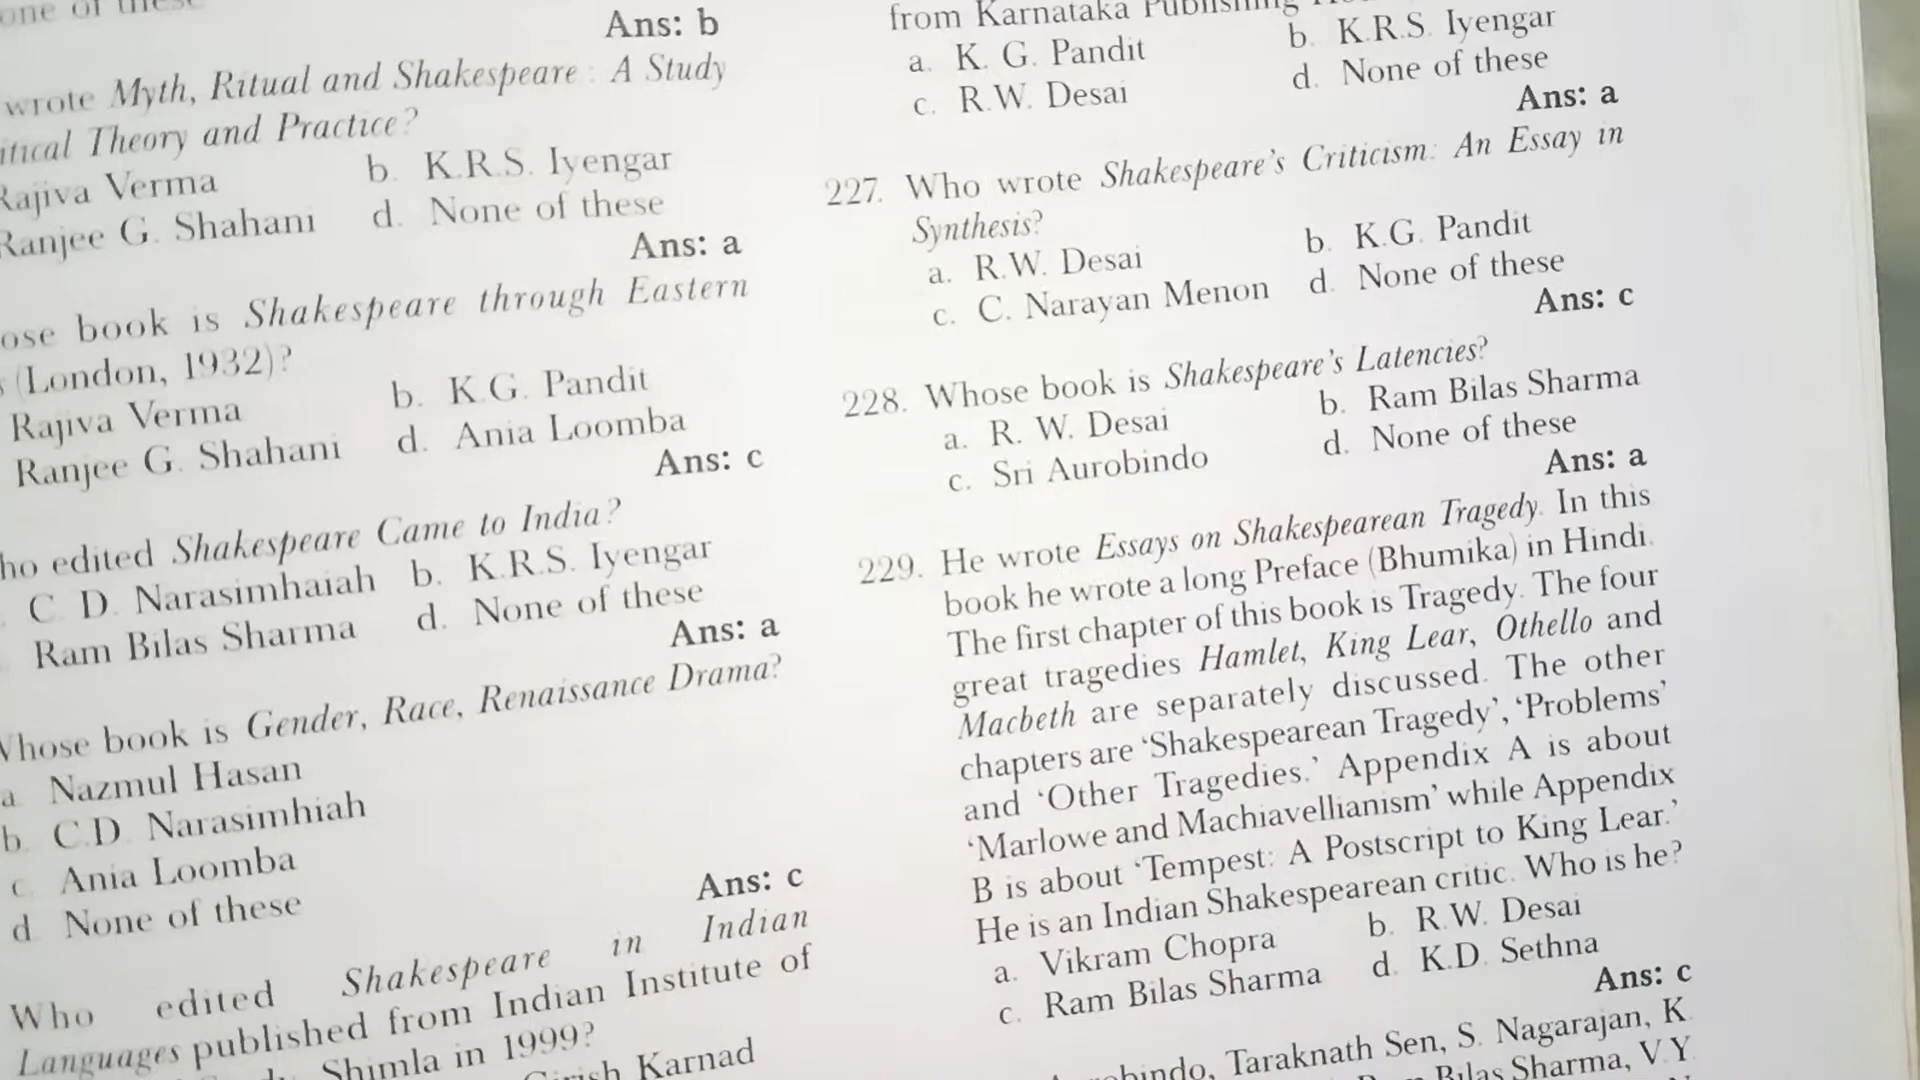 Ans: b
wrote Myth, Ritual and Shakespeare : A Study
Theory and Practice?
Rajiva Verma b. K.R.S. Iyengar
Ranjee G. Shahani d. None of these
Ans: a
book is Shakespeare through Eastern
(London, 1932)?
Rajiva Verma b. K.G. Pandit
Ranjee G. Shahani d. Ania Loomba
Ans: c
edited Shakespeare Came to India?
C. D. Narasimhaiah b. K.R.S. Iyengar
Ram Bilas Sharma d. None of these
Ans: a
Whose book is Gender, Race, Renaissance Drama?
a. Nazmul Hasan
b. C.D. Narasimhiah
c. Ania Loomba
d. None of these
Ans: c
Who edited Shakespeare in Indian
Languages published from Indian Institute of
Shimla in 1999?
Karnad
from Karnataka Publishing
a. K. G. Pandit b. K.R.S. Iyengar
c. R.W. Desai d. None of these
Ans: a
227. Who wrote Shakespeare's Criticism: An Essay in
Synthesis?
a. R.W. Desai b. K.G. Pandit
c. C. Narayan Menon d. None of these
Ans: c
228. Whose book is Shakespeare's Latencies?
a. R. W. Desai b. Ram Bilas Sharma
c. Sri Aurobindo d. None of these
Ans: a
229. He wrote Essays on Shakespearean Tragedy. In this
book he wrote a long Preface (Bhumika) in Hindi.
The first chapter of this book is Tragedy. The four
great tragedies Hamlet, King Lear, Othello and
Macbeth are separately discussed. The other
chapters are 'Shakespearean Tragedy', 'Problems'
and 'Other Tragedies.' Appendix A is about
'Marlowe and Machiavellianism' while Appendix
B is about 'Tempest: A Postscript to King Lear.'
He is an Indian Shakespearean critic. Who is he?
a. Vikram Chopra b. R.W. Desai
c. Ram Bilas Sharma d. K.D. Sethna
Ans: c
Taraknath Sen, S. Nagarajan, K.
Bilas Sharma, V.Y.